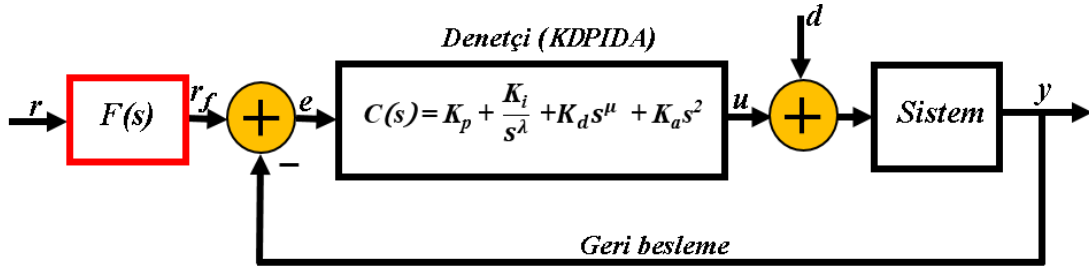 Denetçi (KDPIDA)
d
r
F(s)
r_f
e
C(s) = K_p + K_i/s^λ + K_d s^μ + K_a s^2
u
Sistem
y
+
+
−
Geri besleme